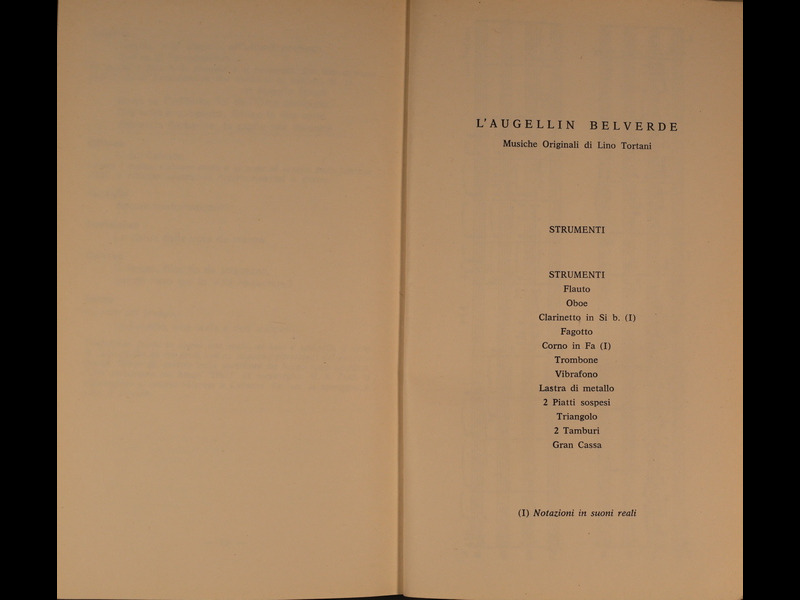 L'AUGELLIN BELVERDE
Musiche Originali di Lino Tortani
STRUMENTI
STRUMENTI
Flauto
Oboe
Clarinetto in Si b. (I)
Fagotto
Corno in Fa (I)
Trombone
Vibrafono
Lastra di metallo
2 Piatti sospesi
Triangolo
2 Tamburi
Gran Cassa
(I) Notazioni in suoni reali